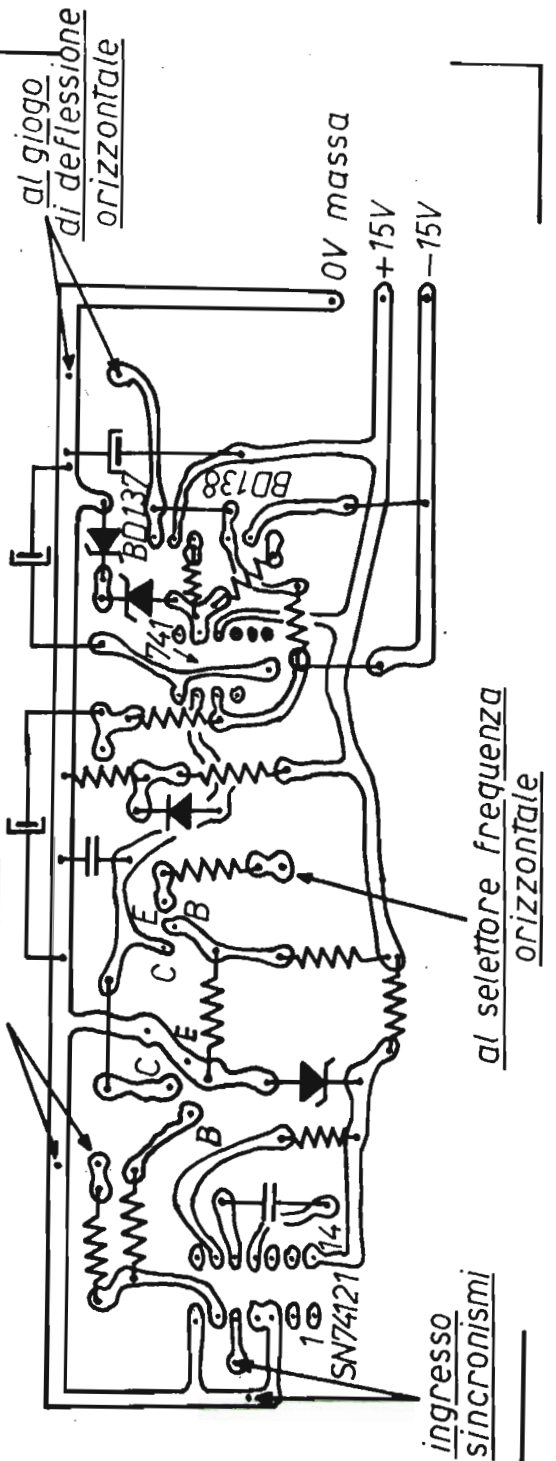 al giogo
di deflessione
orizzontale
0V massa
+15V
−15V
BD137
BD138
741
E
B
C
E
C
B
al selettore frequenza
orizzontale
14
1
SN74121
ingresso
sincronismi